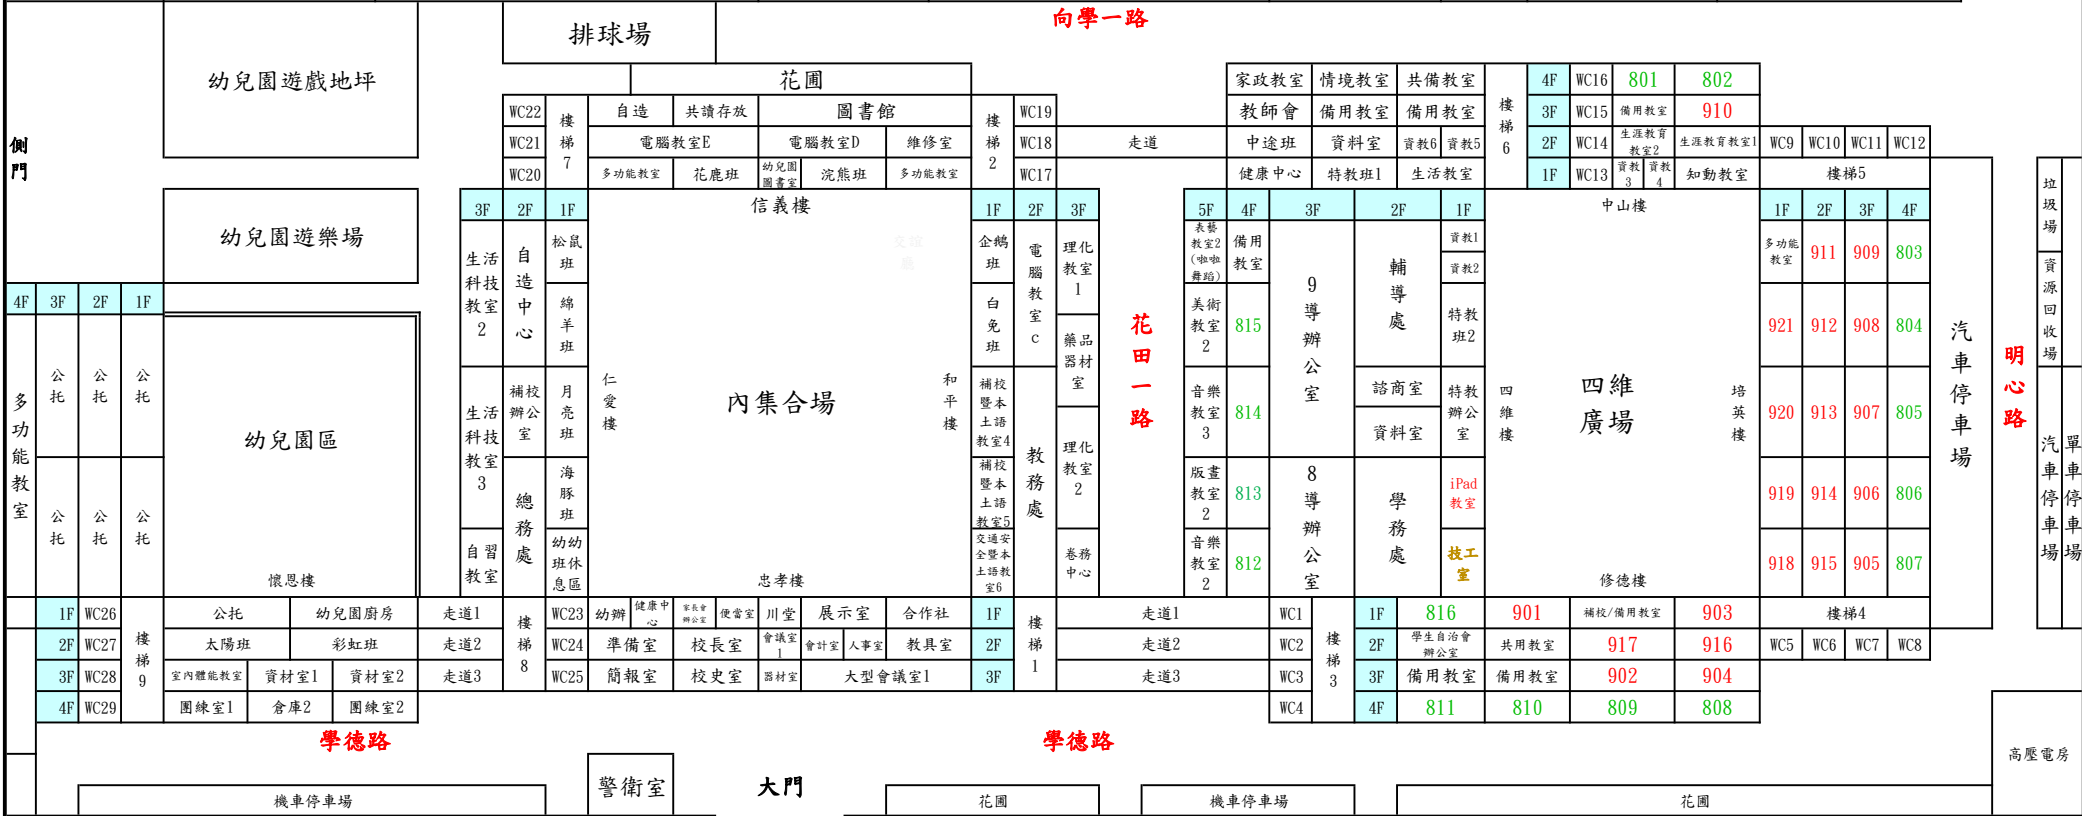 向學一路
排球場
幼兒園遊戲地坪
花圃
家政教室 情境教室 共備教室 4F WC16 801 802
WC22 自造 共讀存放 圖書館 WC19
教師會 備用教室 備用教室 3F WC15 備用教室 910
側門
樓梯7
樓梯2
樓梯6
WC21 電腦教室E 電腦教室D 維修室 WC18 走道
中途班 資料室 資教6 資教5 2F WC14 生涯教育教室2 生涯教育教室1 WC9 WC10 WC11 WC12
WC20 多功能教室 花鹿班 幼兒園圖書室 浣熊班 多功能教室 WC17
健康中心 特教班1 生活教室 1F WC13 資教3 資教4 知動教室 樓梯5
幼兒園遊樂場
3F 2F 1F 信義樓 1F 2F 3F
5F 4F 3F 2F 1F 中山樓 1F 2F 3F 4F
垃圾場
資源回收場
生活科技教室2
自造中心
松鼠班
綿羊班
企鵝班
白兔班
電腦教室c
理化教室1
藥品器材室
表藝教室2(啦啦舞蹈)
備用教室
9導辦公室
輔導處
資教1
資教2
特教班2
多功能教室 911 909 803
美術教室2
815
921 912 908 804
4F 3F 2F 1F
多功能教室
公托 公托 公托
公托 公托 公托
幼兒園區
懷恩樓
生活科技教室3
自習教室
補校辦公室
總務處
月亮班
海豚班
幼幼班休息區
仁愛樓
內集合場
和平樓
忠孝樓
補校暨本土語教室4
補校暨本土語教室5
交通安全暨本土語教室6
教務處
理化教室2
卷務中心
花田一路
音樂教室3
814
諮商室
資料室
特教辦公室
四維樓
四維廣場
培英樓
920 913 907 805
版畫教室2
813
8導辦公室
學務處
iPad教室
919 914 906 806
音樂教室2
812
技工室
修德樓
918 915 905 807
汽車停車場
明心路
汽車停車場
單車停車場
1F WC26 公托 幼兒園廚房 走道1 WC23 幼辦 健康中心 家長會辦公室 便當室 川堂 展示室 合作社 1F 走道1 WC1 1F 816 901 補校/備用教室 903 樓梯4
樓梯9
樓梯8
樓梯1
樓梯3
2F WC27 太陽班 彩虹班 走道2 WC24 準備室 校長室 會議室1 會計室 人事室 教具室 2F 走道2 WC2 2F 學生自治會辦公室 共用教室 917 916 WC5 WC6 WC7 WC8
3F WC28 室內體能教室 資材室1 資材室2 走道3 WC25 簡報室 校史室 器材室 大型會議室1 3F 走道3 WC3 3F 備用教室 備用教室 902 904
4F WC29 團練室1 倉庫2 團練室2 WC4 4F 811 810 809 808
學德路 學德路
高壓電房
警衛室 大門
機車停車場 花圃 機車停車場 花圃